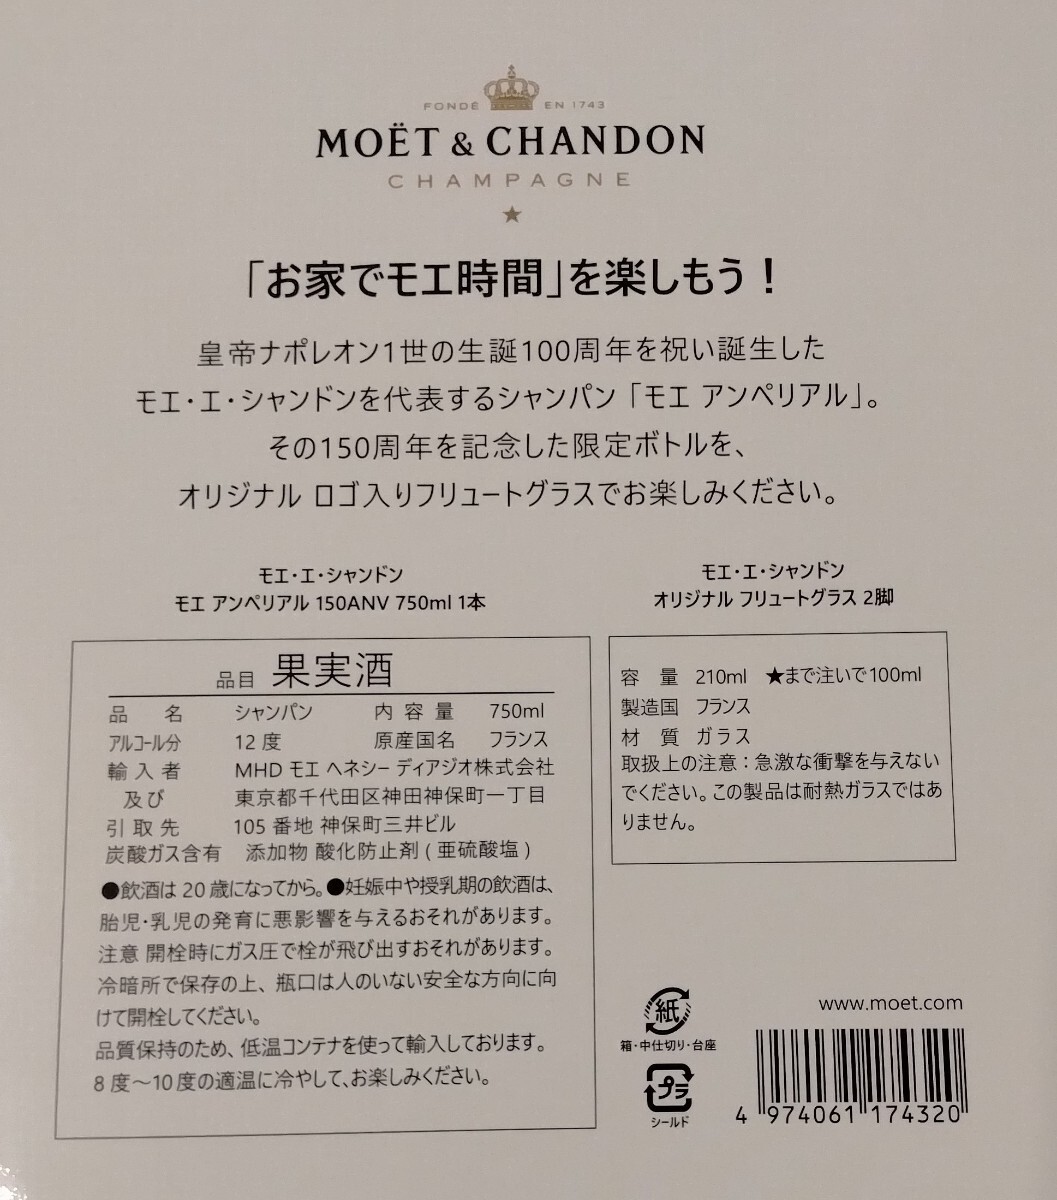 FONDÉ EN 1743
MOËT & CHANDON
CHAMPAGNE
「お家でモエ時間」を楽しもう！
皇帝ナポレオン1世の生誕100周年を祝い誕生した
モエ・エ・シャンドンを代表するシャンパン「モエ アンペリアル」。
その150周年を記念した限定ボトルを、
オリジナル ロゴ入りフリュートグラスでお楽しみください。
モエ・エ・シャンドン
モエ アンペリアル 150ANV 750ml 1本
品目 果実酒
品名 シャンパン 内容量 750ml
アルコール分 12度 原産国名 フランス
輸入者 MHD モエ ヘネシー ディアジオ株式会社
及び 東京都千代田区神田神保町一丁目
引取先 105番地 神保町三井ビル
炭酸ガス含有 添加物 酸化防止剤(亜硫酸塩)
●飲酒は20歳になってから。●妊娠中や授乳期の飲酒は、
胎児・乳児の発育に悪影響を与えるおそれがあります。
注意 開栓時にガス圧で栓が飛び出すおそれがあります。
冷暗所で保存の上、瓶口は人のいない安全な方向に向
けて開栓してください。
品質保持のため、低温コンテナを使って輸入しております。
8度～10度の適温に冷やして、お楽しみください。
モエ・エ・シャンドン
オリジナル フリュートグラス 2脚
容量 210ml ★まで注いで100ml
製造国 フランス
材質 ガラス
取扱上の注意：急激な衝撃を与えない
でください。この製品は耐熱ガラスではあ
りません。
紙
箱・中仕切り・台座
プラ
シールド
www.moet.com
4 974061 174320